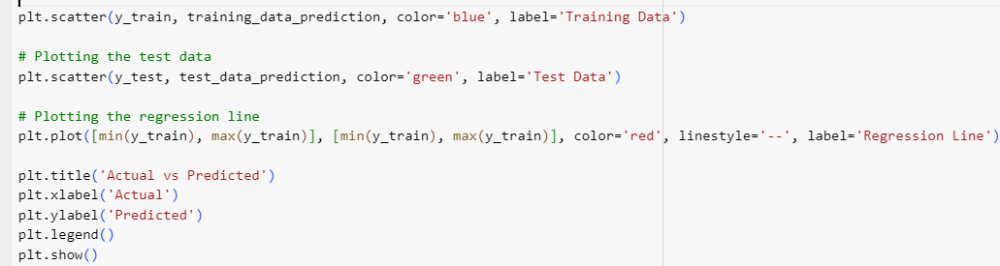 plt.scatter(y_train, training_data_prediction, color='blue', label='Training Data')
# Plotting the test data
plt.scatter(y_test, test_data_prediction, color='green', label='Test Data')
# Plotting the regression line
plt.plot([min(y_train), max(y_train)], [min(y_train), max(y_train)], color='red', linestyle='--', label='Regression Line')
plt.title('Actual vs Predicted')
plt.xlabel('Actual')
plt.ylabel('Predicted')
plt.legend()
plt.show()